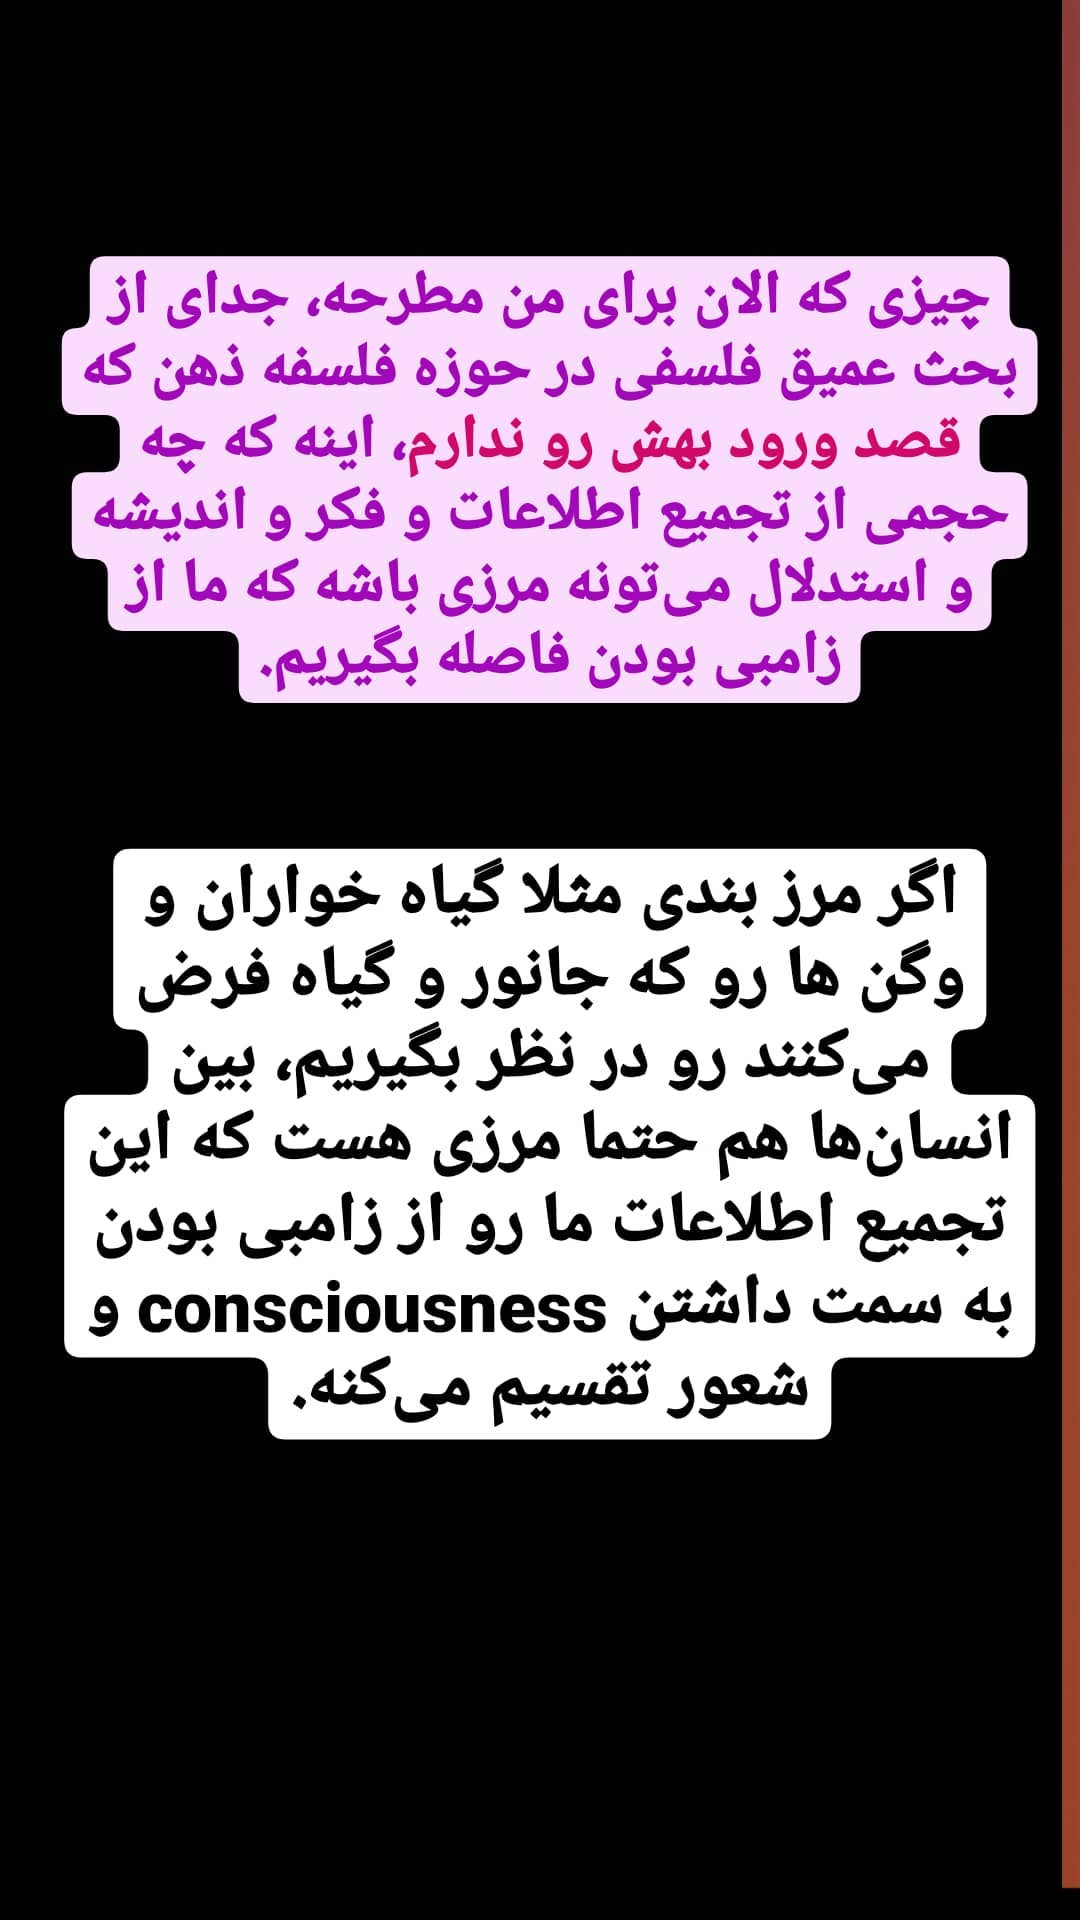 چیزی که الان برای من مطرحه، جدای از
بحث عمیق فلسفی در حوزه فلسفه ذهن که
قصد ورود بهش رو ندارم، اینه که چه
حجمی از تجمیع اطلاعات و فکر و اندیشه
و استدلال می‌تونه مرزی باشه که ما از
زامبی بودن فاصله بگیریم.
اگر مرز بندی مثلا گیاه خواران و
وگن ها رو که جانور و گیاه فرض
می‌کنند رو در نظر بگیریم، بین
انسان‌ها هم حتما مرزی هست که این
تجمیع اطلاعات ما رو از زامبی بودن
به سمت داشتن consciousness و
شعور تقسیم می‌کنه.